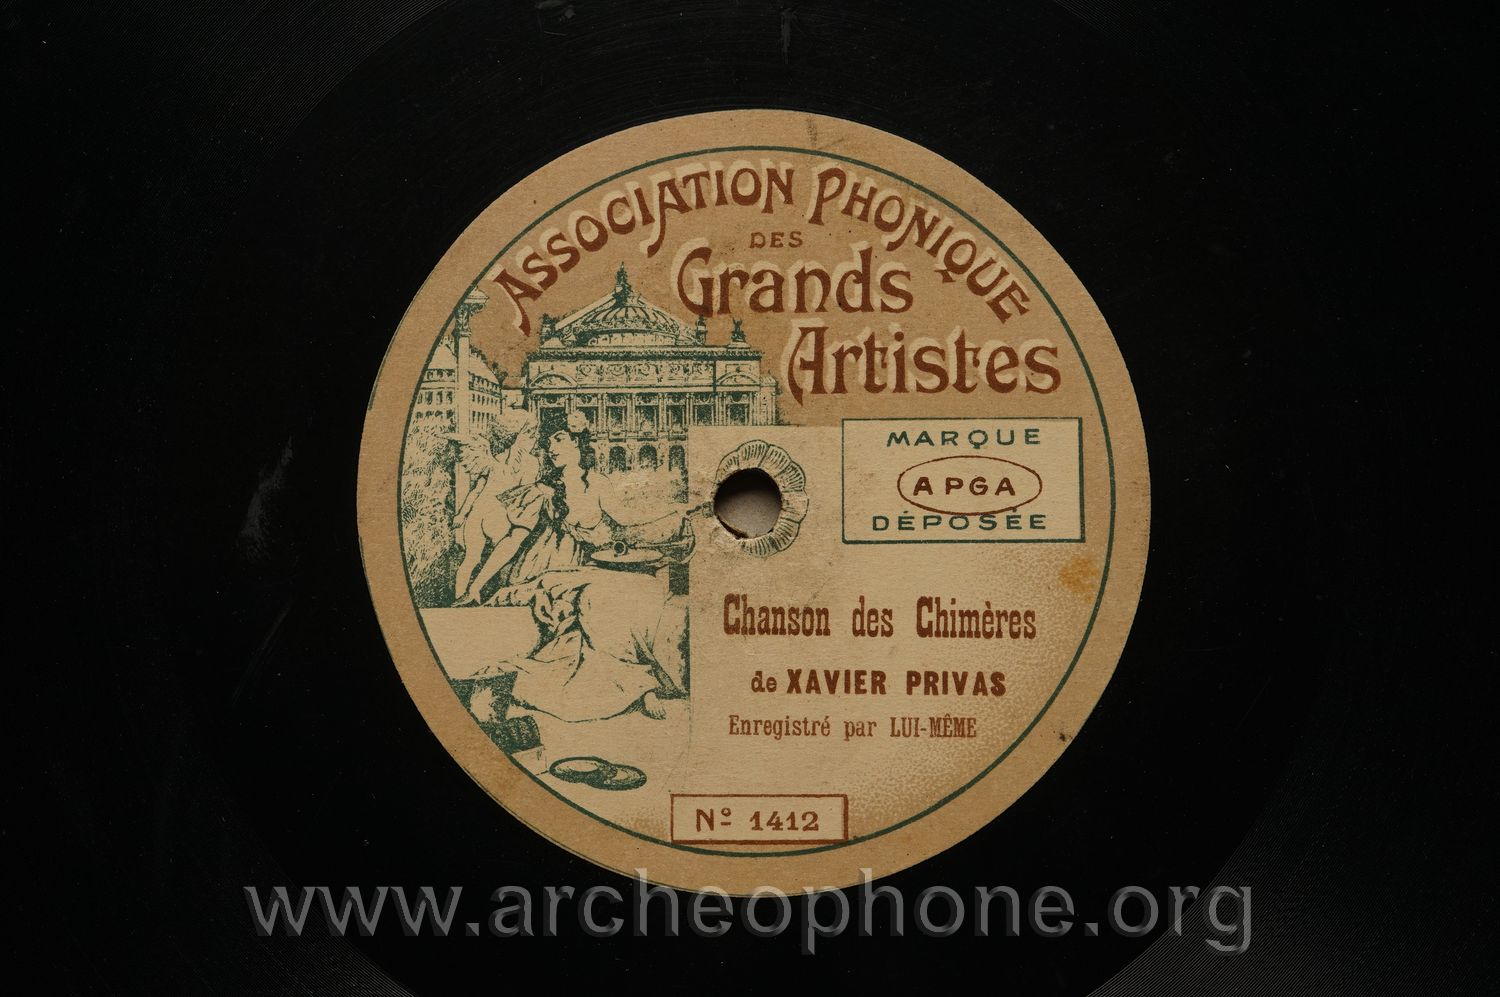 ASSOCIATION PHONIQUE
DES
Grands
Artistes
MARQUE
APGA
DÉPOSÉE
Chanson des Chimères
de XAVIER PRIVAS
Enregistré par LUI-MÊME
Nº 1412
www.archeophone.org